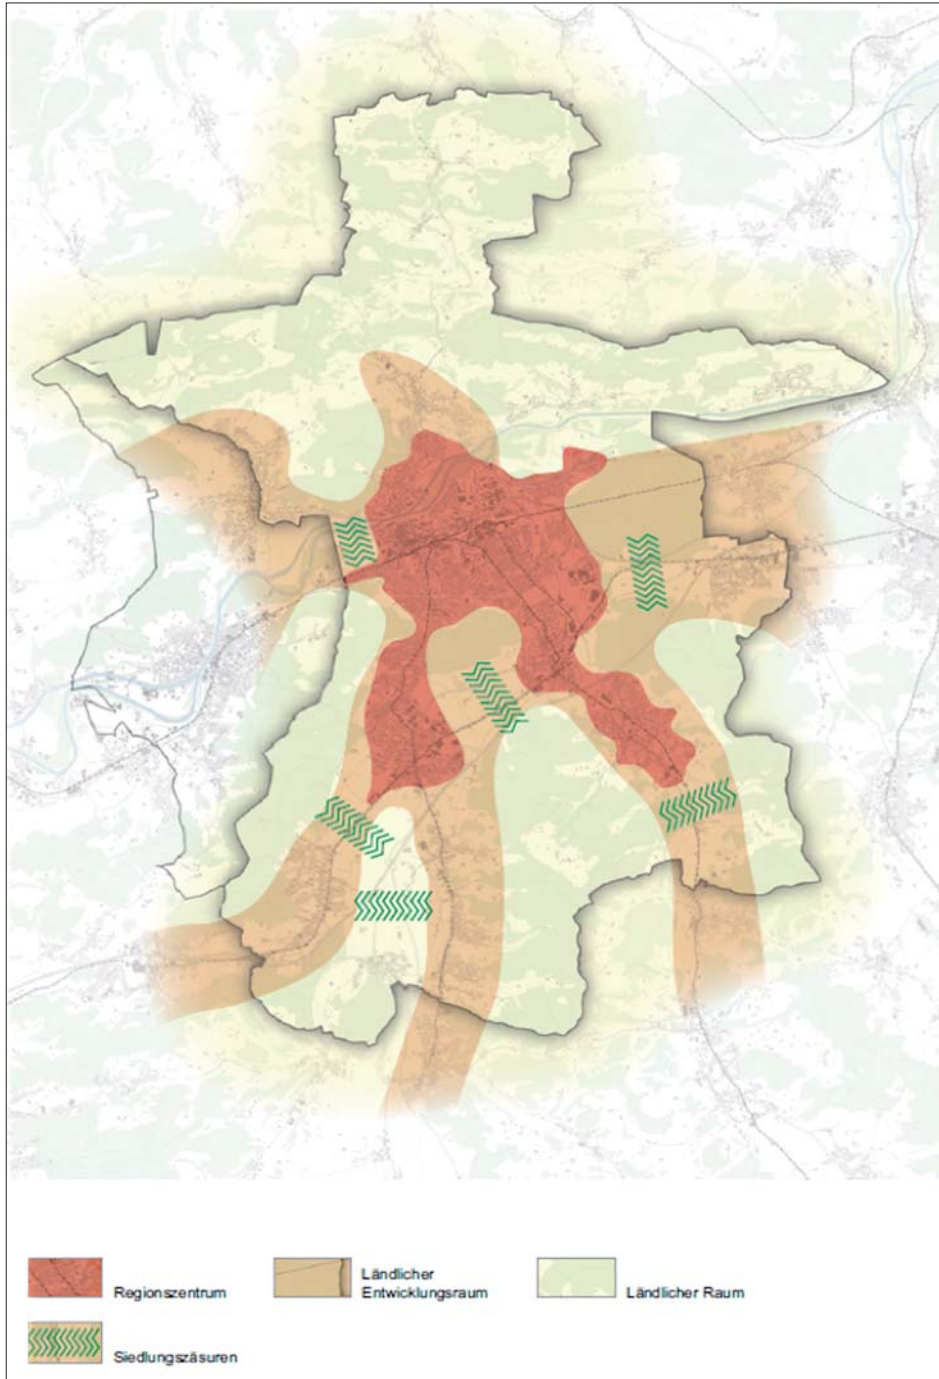 Regionszentrum
Ländlicher
Entwicklungsraum
Ländlicher Raum
Siedlungszäsuren